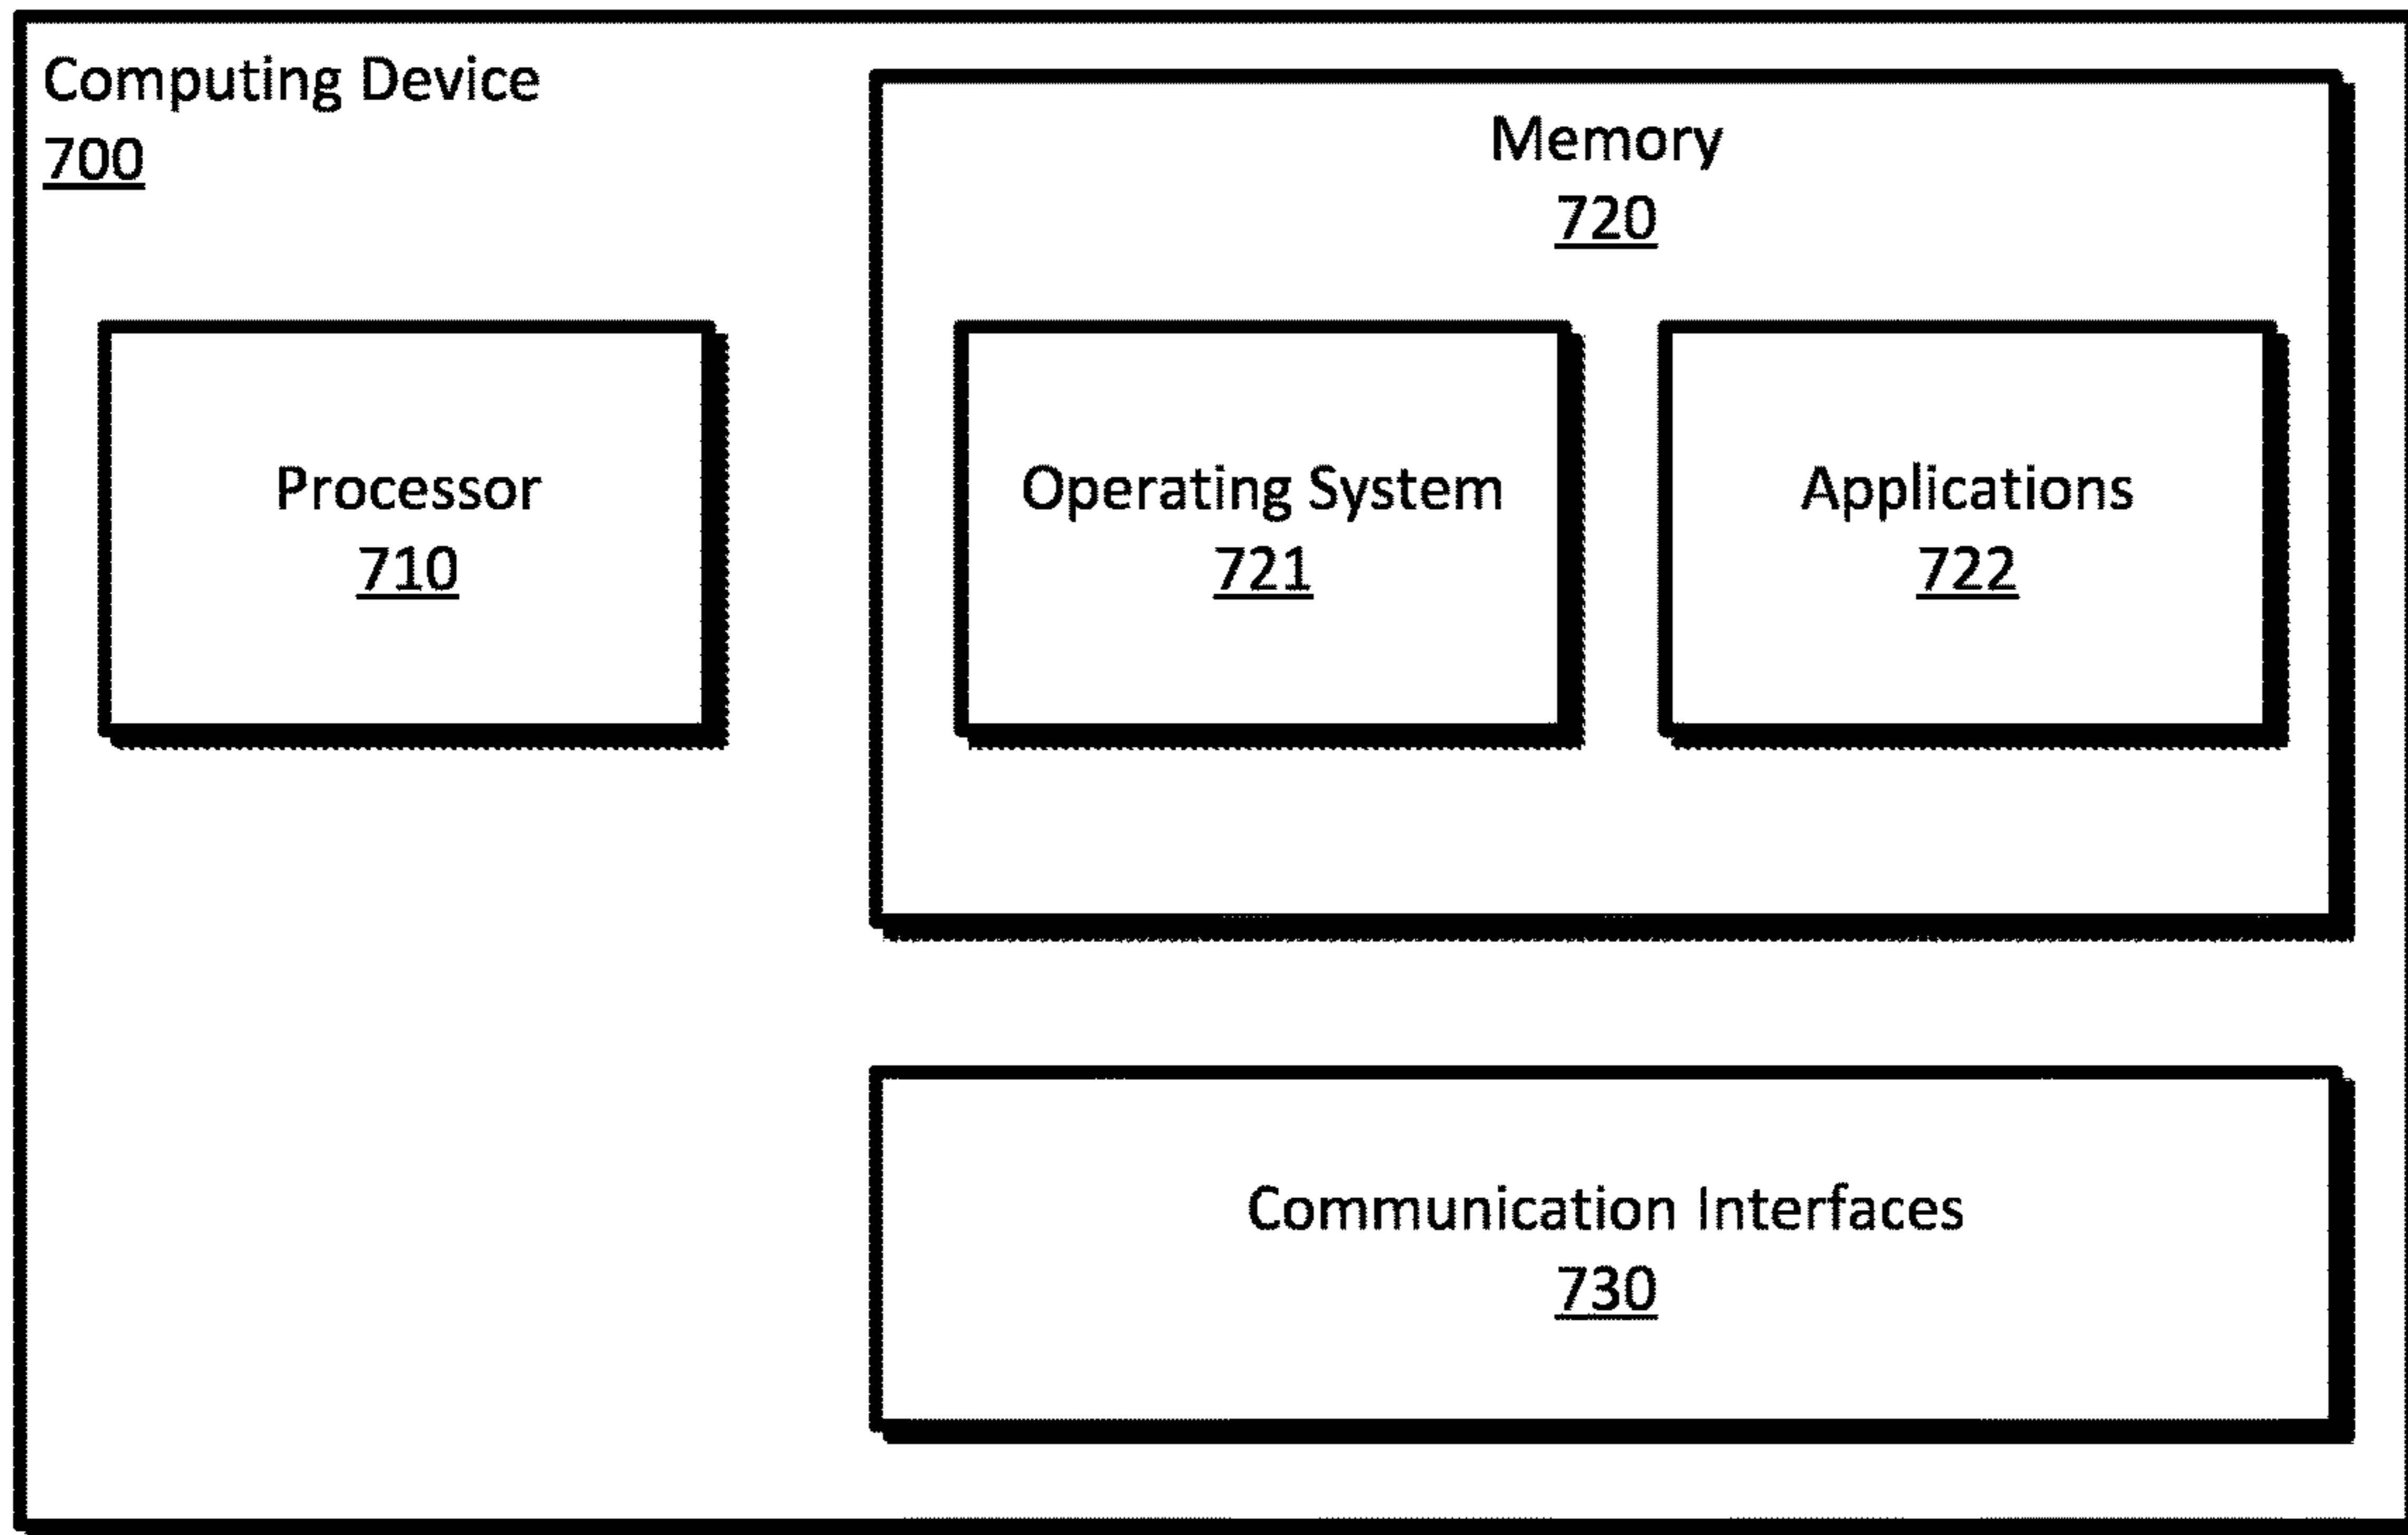 Computing Device
700
Memory
720
Processor
710
Operating System
721
Applications
722
Communication Interfaces
730